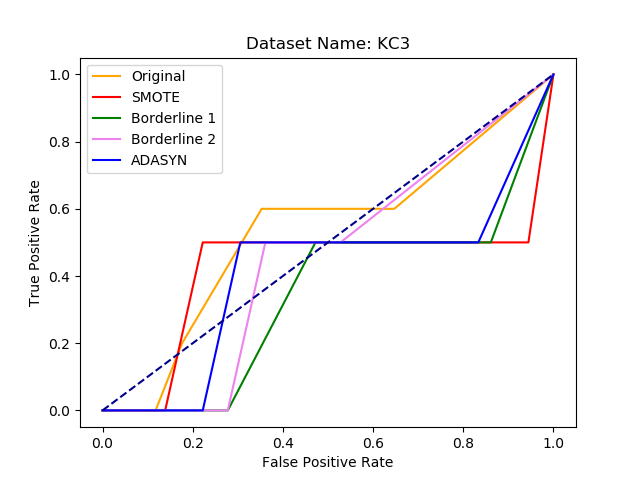 Dataset Name: KC3
Original
SMOTE
Borderline 1
Borderline 2
ADASYN
True Positive Rate
1.0
0.8
0.6
0.4
0.2
0.0
0.0 0.2 0.4 0.6 0.8 1.0
False Positive Rate